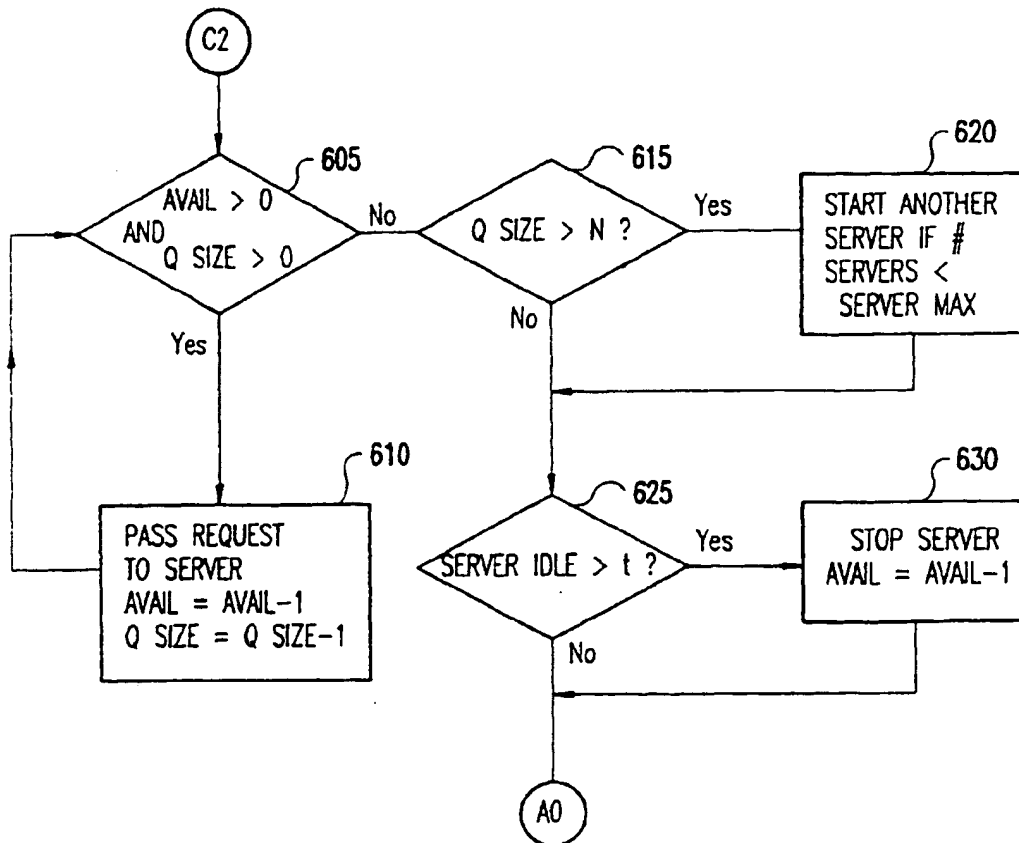 C2
605
AVAIL > 0
AND
Q SIZE > 0
No
Yes
615
Q SIZE > N ?
Yes
No
620
START ANOTHER
SERVER IF #
SERVERS <
SERVER MAX
610
PASS REQUEST
TO SERVER
AVAIL = AVAIL-1
Q SIZE = Q SIZE-1
625
SERVER IDLE > t ?
Yes
No
630
STOP SERVER
AVAIL = AVAIL-1
A0